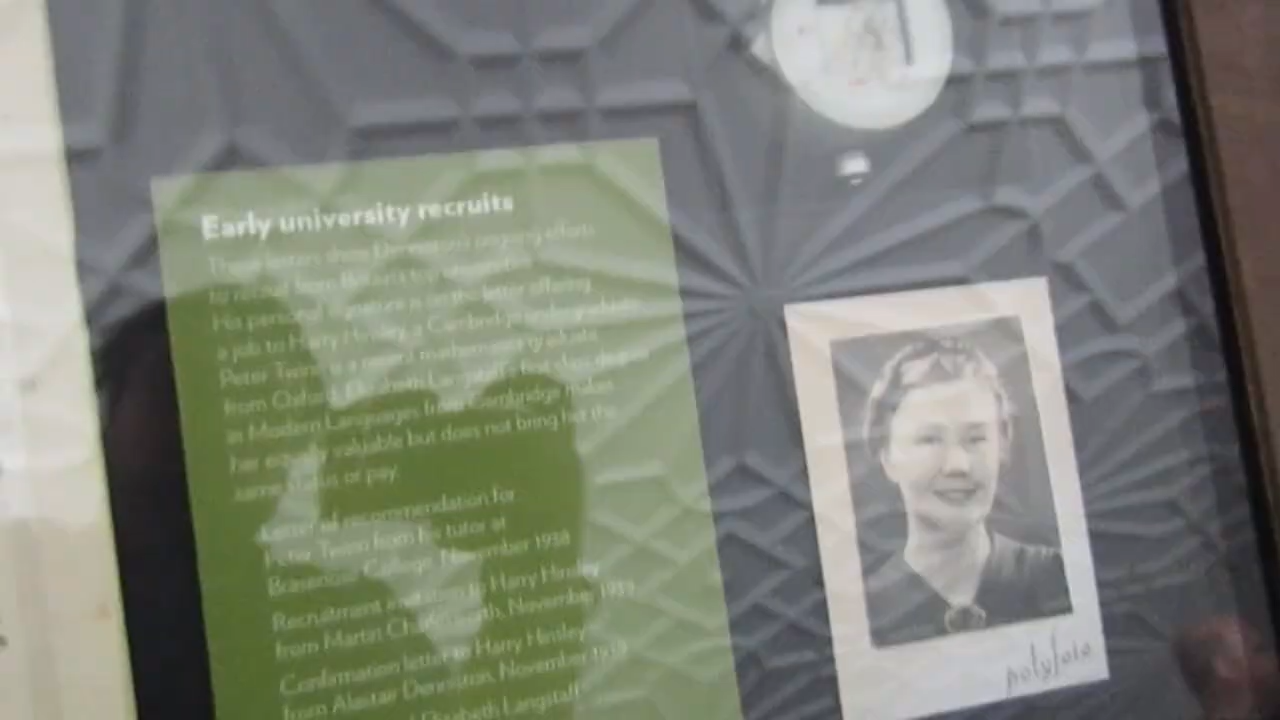 Early university recruits
These letters show Denniston's ongoing efforts
to recruit from Britain's top universities.
His personal signature is on the letter offering
a job to Harry Hinsley, a Cambridge undergraduate.
Peter Twinn is a recent mathematics graduate
from Oxford. Elizabeth Langstaff's first class degree
in Modern Languages from Cambridge makes
her equally valuable but does not bring her the
same status or pay.
Letter of recommendation for
Peter Twinn from his tutor at
Brasenose College, November 1938
Recruitment invitation to Harry Hinsley
from Martin Charlesworth, November 1939
Confirmation letter to Harry Hinsley
from Alastair Denniston, November 1939
Elizabeth Langstaff
polyfoto